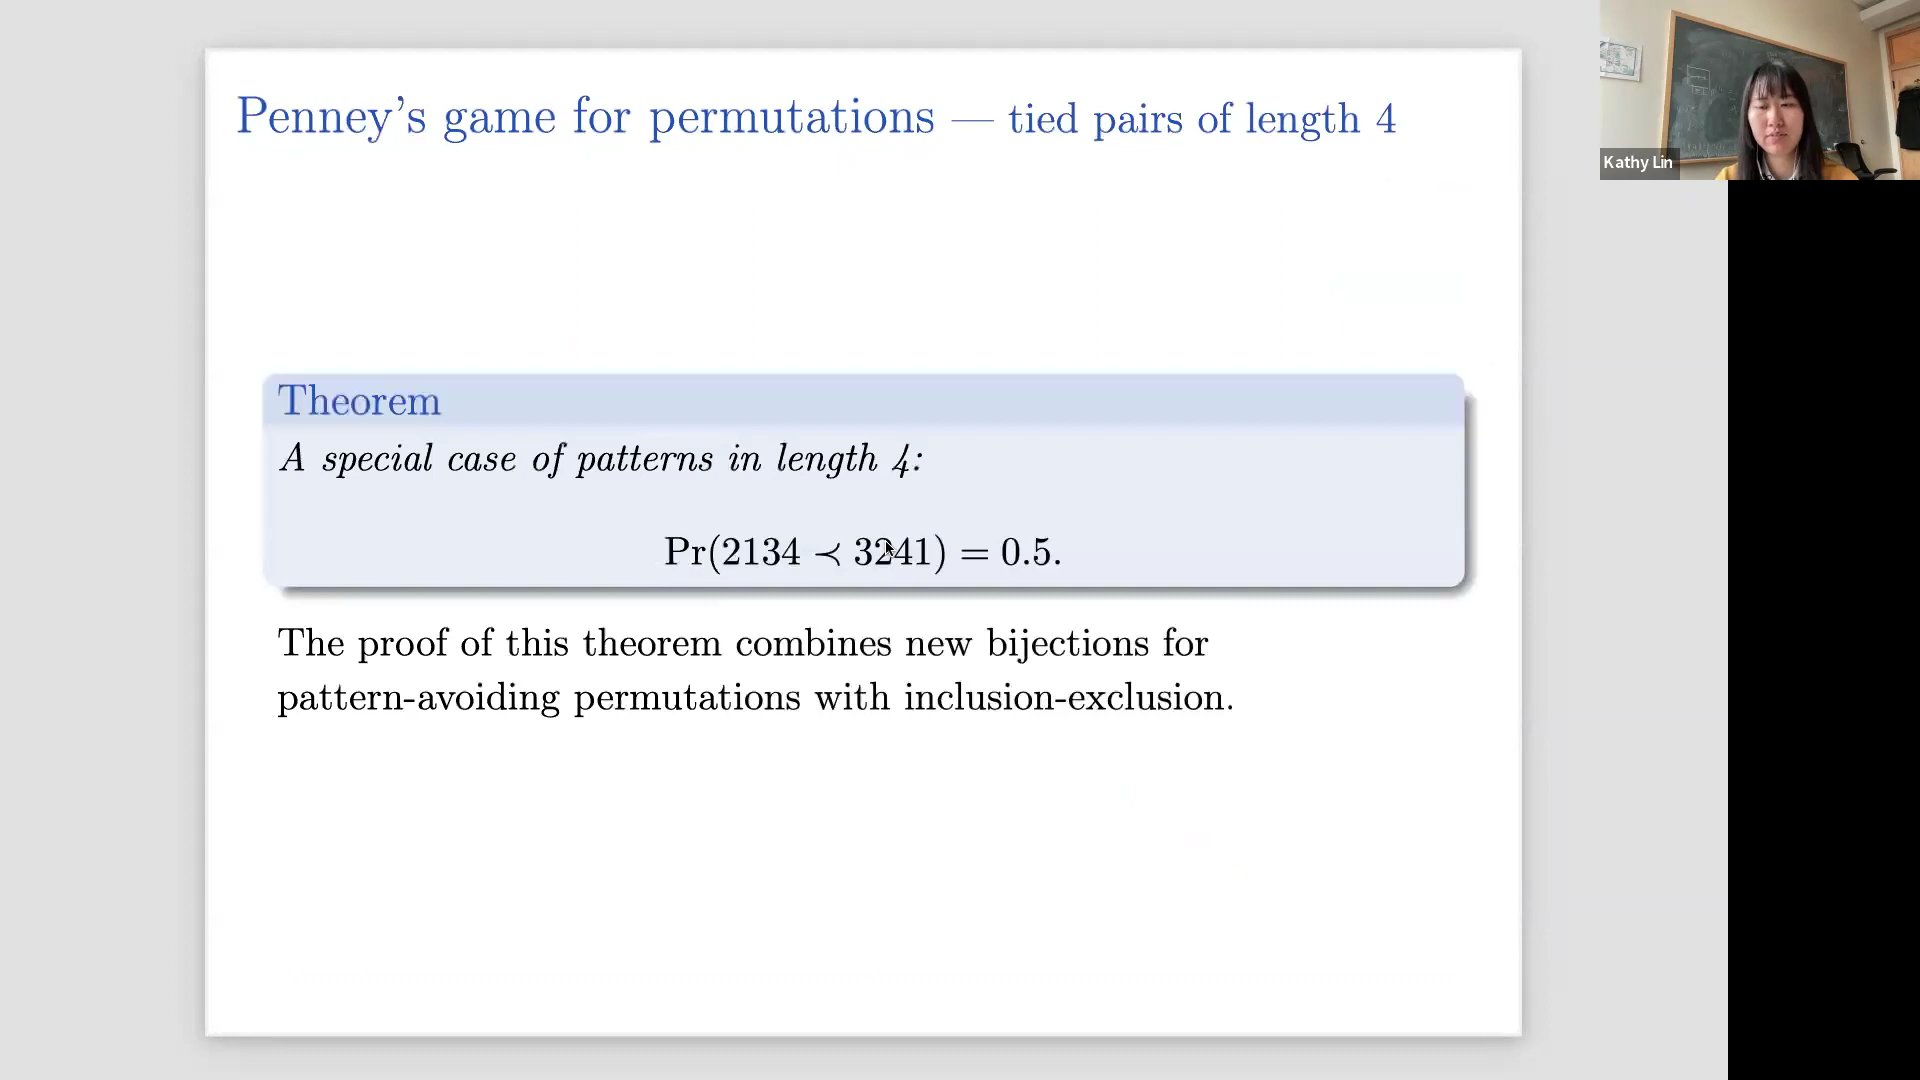 Penney's game for permutations — tied pairs of length 4
Kathy Lin
Theorem
A special case of patterns in length 4:
Pr(2134 ≺ 3241) = 0.5.
The proof of this theorem combines new bijections for
pattern-avoiding permutations with inclusion-exclusion.